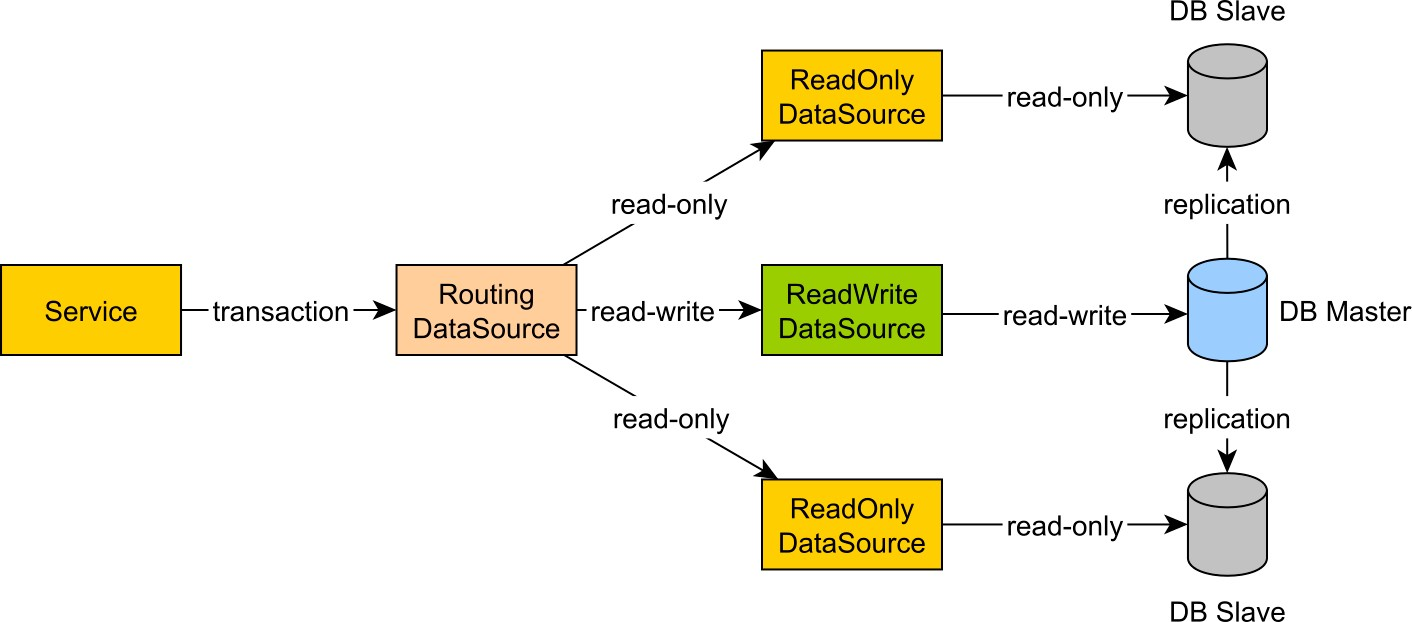 DB Slave
ReadOnly
DataSource
read-only
read-only
replication
Service
transaction
Routing
DataSource
read-write
ReadWrite
DataSource
read-write
DB Master
read-only
replication
ReadOnly
DataSource
read-only
DB Slave